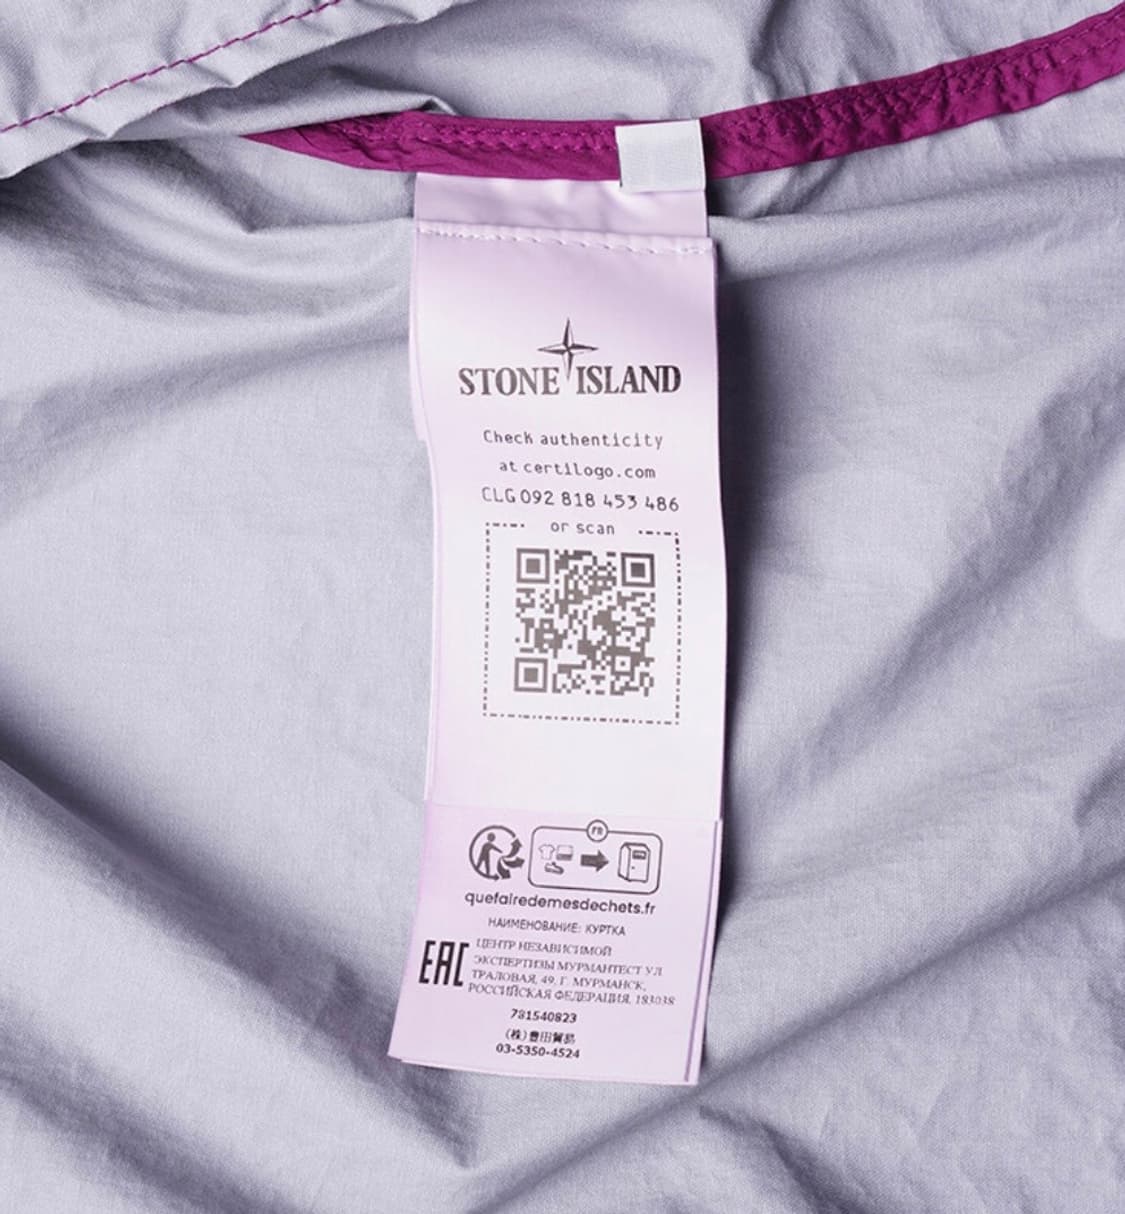 STONE ISLAND
Check authenticity
at certilogo.com
CLG 092 818 453 486
or scan
FR
quefairedemesdechets.fr
НАИМЕНОВАНИЕ: КУРТКА
EAC
ЦЕНТР НЕЗАВИСИМОЙ
ЭКСПЕРТИЗЫ МУРМАНТЕСТ УЛ.
ТРАЛОВАЯ, 49, Г. МУРМАНСК,
РОССИЙСКАЯ ФЕДЕРАЦИЯ, 183038
781540823
(株)豊田貿易
03-5350-4524